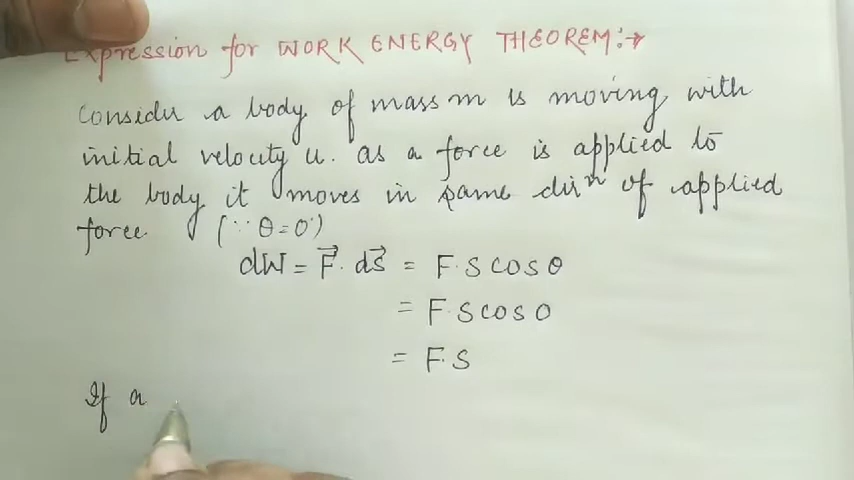 Expression for WORK ENERGY THEOREM:→
Consider a body of mass m is moving with
initial velocity u. as a force is applied to
the body it moves in same dirⁿ of applied
force (∵ θ = 0°)
dW = F⃗. dS⃗ = F.S cos θ
= F.S cos 0
= F.S
If a